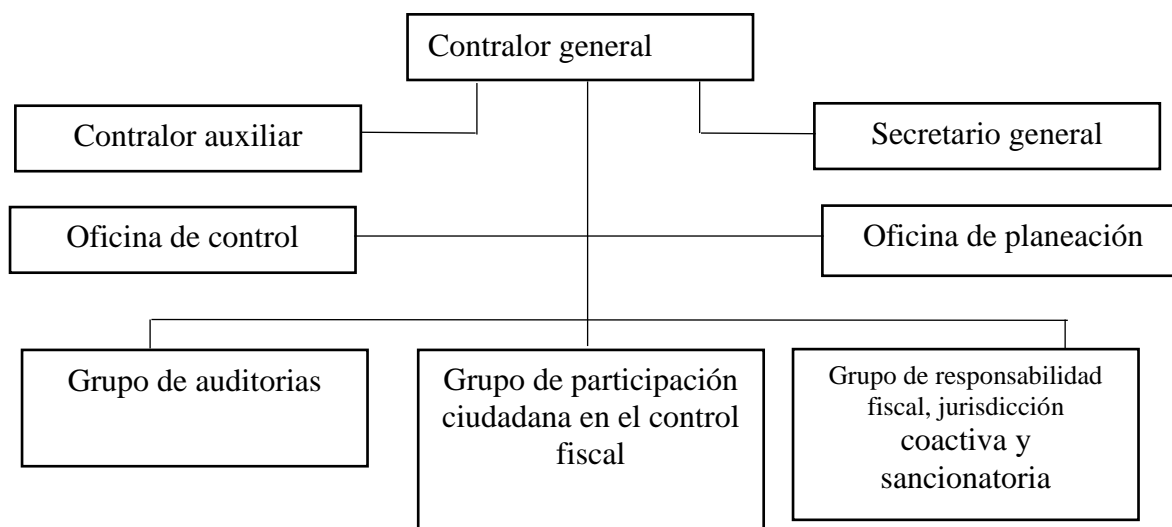 Contralor general
Contralor auxiliar
Secretario general
Oficina de control
Oficina de planeación
Grupo de auditorias
Grupo de participación
ciudadana en el control
fiscal
Grupo de responsabilidad
fiscal, jurisdicción
coactiva y
sancionatoria